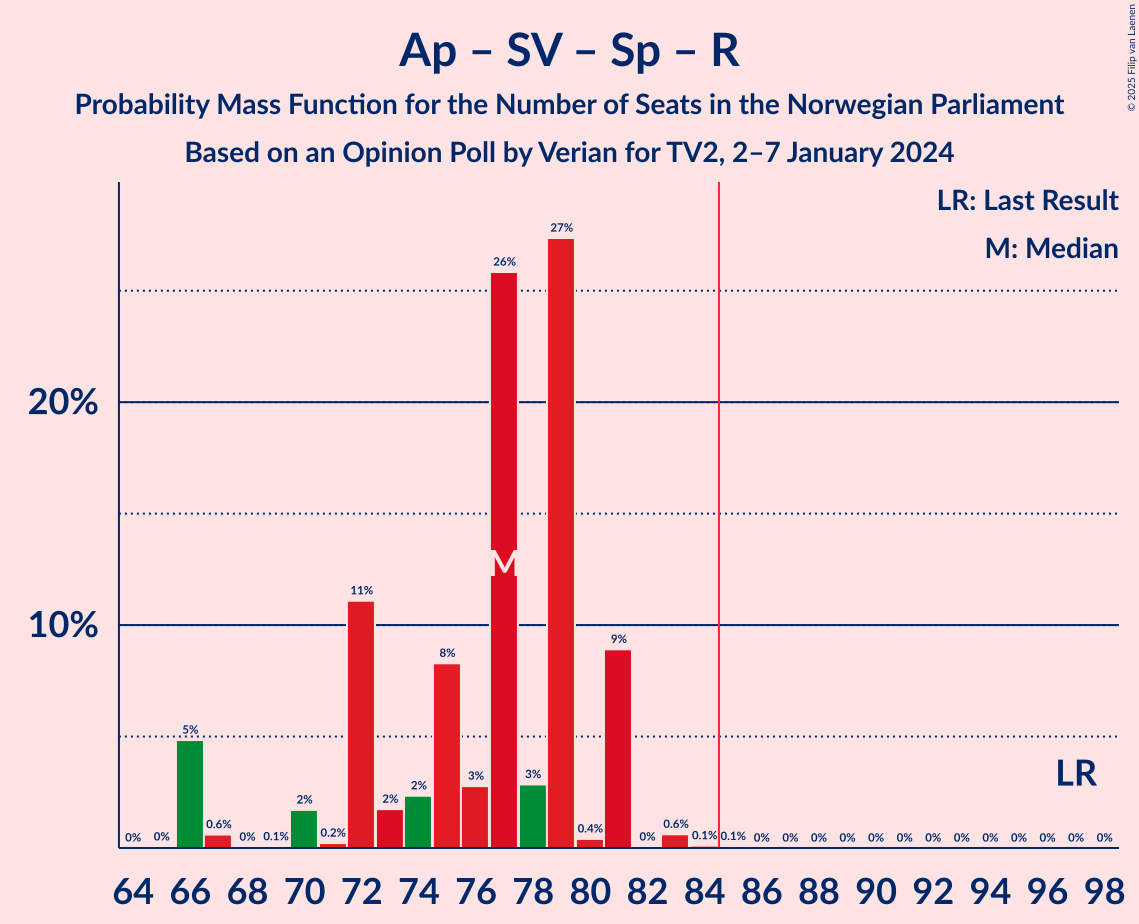 Ap – SV – Sp – R
Probability Mass Function for the Number of Seats in the Norwegian Parliament
Based on an Opinion Poll by Verian for TV2, 2–7 January 2024
© 2025 Filip van Laenen
LR: Last Result
M: Median
20%
10%
0% 0% 5% 0.6% 0% 0.1% 2% 0.2% 11% 2% 2% 8% 3% 26% 3% 27% 0.4% 9% 0% 0.6% 0.1% 0.1% 0% 0% 0% 0% 0% 0% 0% 0% 0% 0% 0% 0% 0%
M
LR
64 66 68 70 72 74 76 78 80 82 84 86 88 90 92 94 96 98